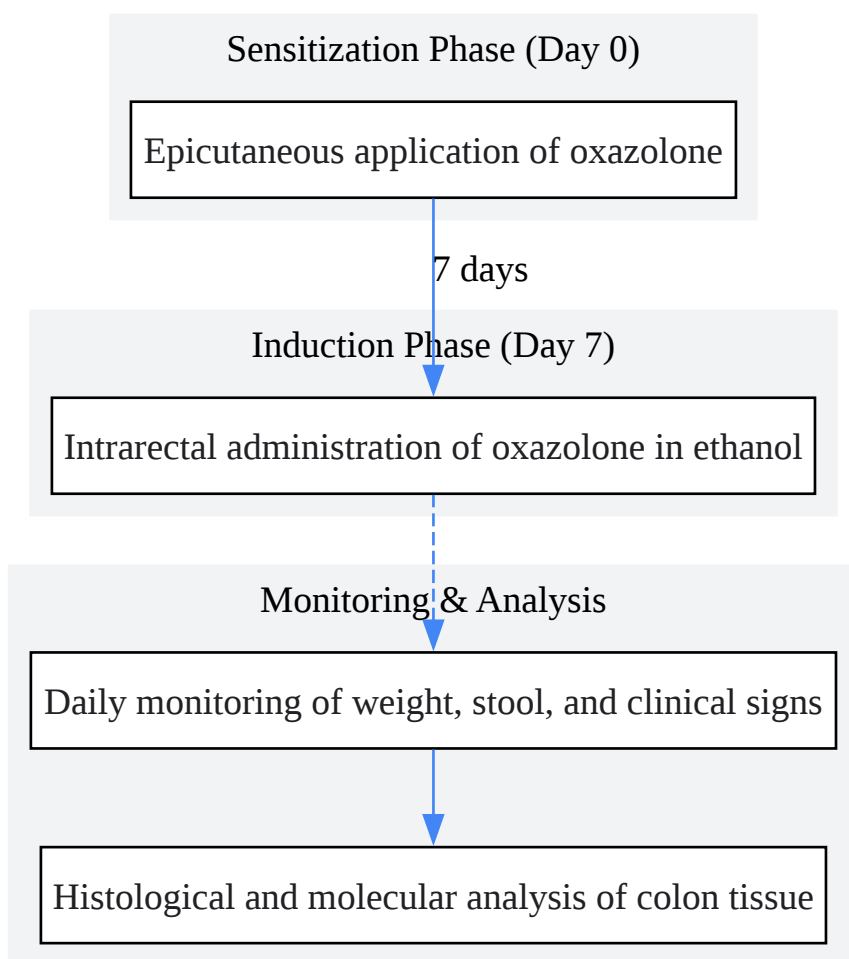 Sensitization Phase (Day 0)
Epicutaneous application of oxazolone
7 days
Induction Phase (Day 7)
Intrarectal administration of oxazolone in ethanol
Monitoring & Analysis
Daily monitoring of weight, stool, and clinical signs
Histological and molecular analysis of colon tissue